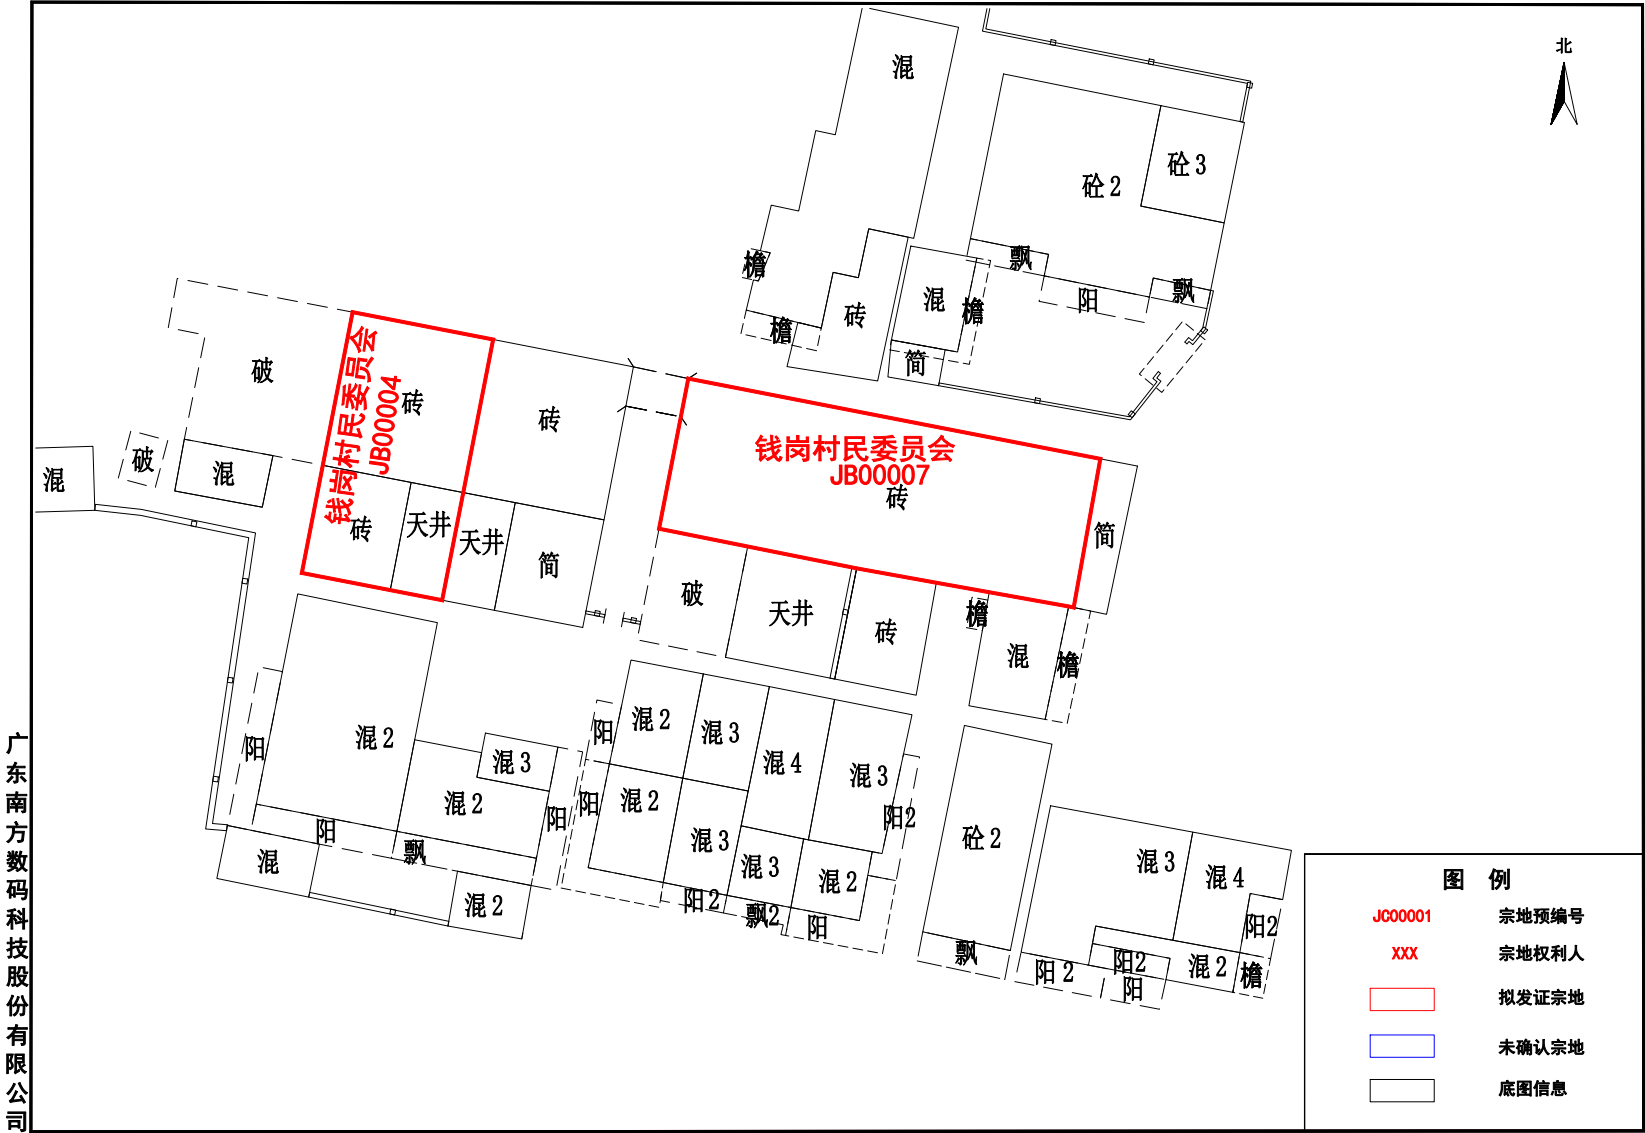 北
混
砼3
砼2
檐
飘
飘
阳
混
檐
砖
檐
简
破
钱岗村民委员会
JB00004
砖
砖
钱岗村民委员会
JB00007
砖
混
破
混
砖
天井
天井
简
简
破
天井
砖
檐
混
檐
阳
混2
混3
混2
阳
阳
飘
混
混2
阳
混2
混3
混4
混3
阳
混2
阳2
混3
混3
混2
阳2
飘2
阳
砼2
飘
混3
混4
阳2
阳2
阳2
混2
檐
阳
广东南方数码科技股份有限公司
图 例
JC00001 宗地预编号
XXX 宗地权利人
拟发证宗地
未确认宗地
底图信息